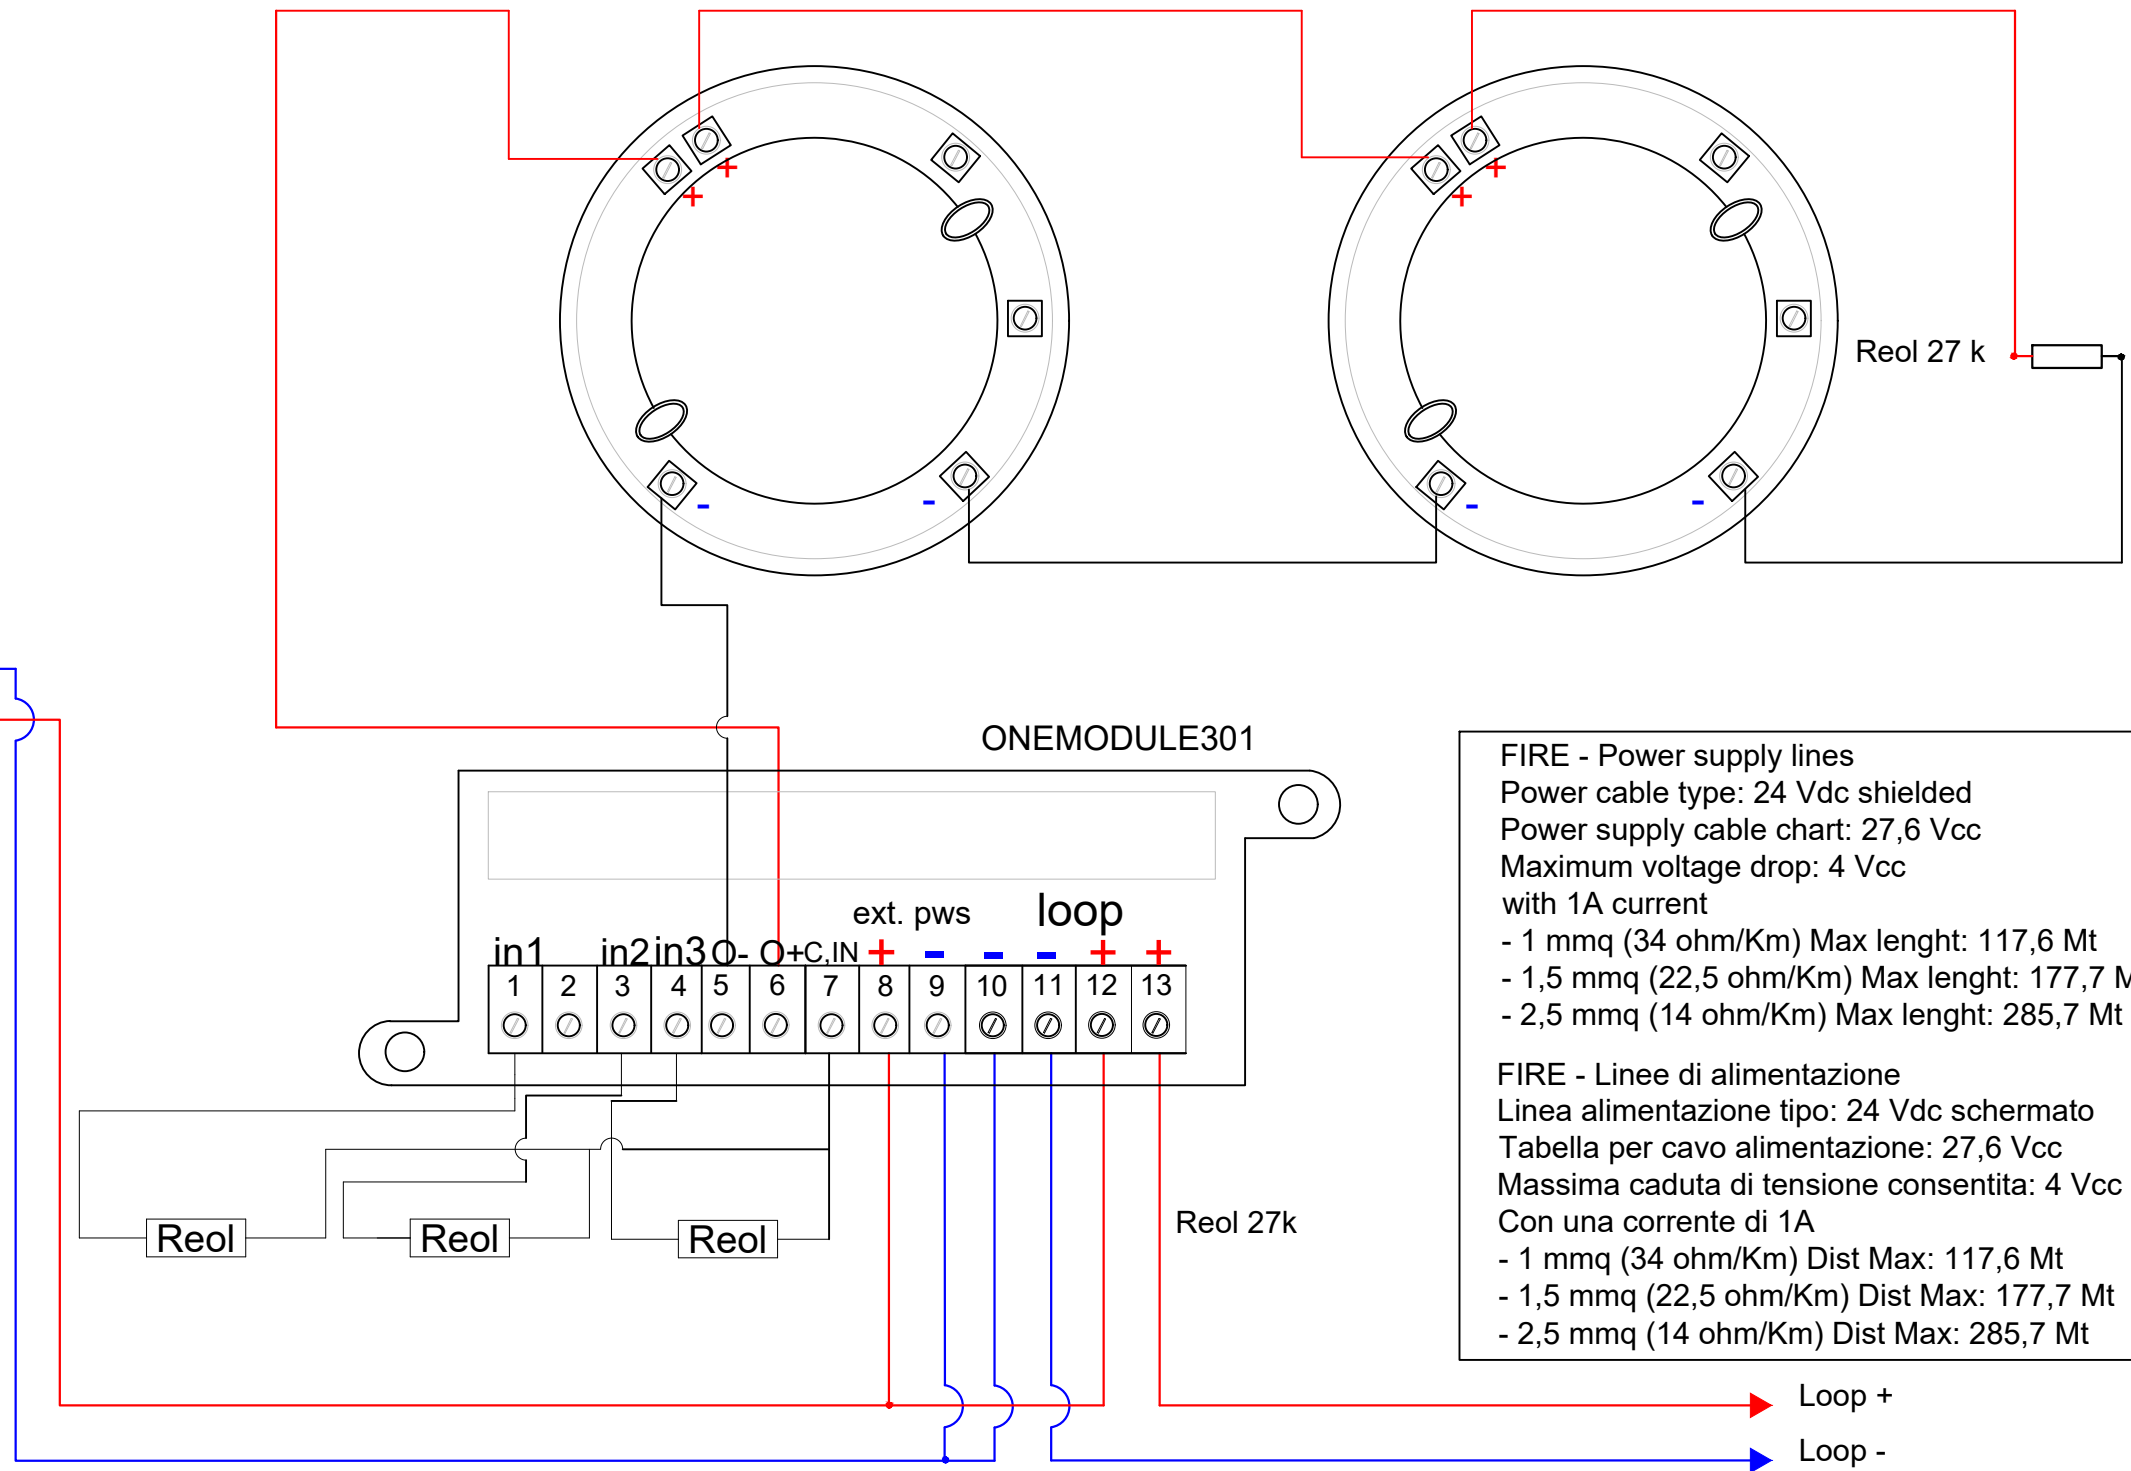 +
+
+
+
Reol 27 k
-
-
-
-
ONEMODULE301
FIRE - Power supply lines
Power cable type: 24 Vdc shielded
Power supply cable chart: 27,6 Vcc
Maximum voltage drop: 4 Vcc
with 1A current
- 1 mmq (34 ohm/Km) Max lenght: 117,6 Mt
- 1,5 mmq (22,5 ohm/Km) Max lenght: 177,7 M
- 2,5 mmq (14 ohm/Km) Max lenght: 285,7 Mt
FIRE - Linee di alimentazione
Linea alimentazione tipo: 24 Vdc schermato
Tabella per cavo alimentazione: 27,6 Vcc
Massima caduta di tensione consentita: 4 Vcc
Con una corrente di 1A
- 1 mmq (34 ohm/Km) Dist Max: 117,6 Mt
- 1,5 mmq (22,5 ohm/Km) Dist Max: 177,7 Mt
- 2,5 mmq (14 ohm/Km) Dist Max: 285,7 Mt
ext. pws loop
in1 in2 in3 O- O+ C,IN + - - - + +
1 2 3 4 5 6 7 8 9 10 11 12 13
Reol 27k
Reol Reol Reol
Loop +
Loop -